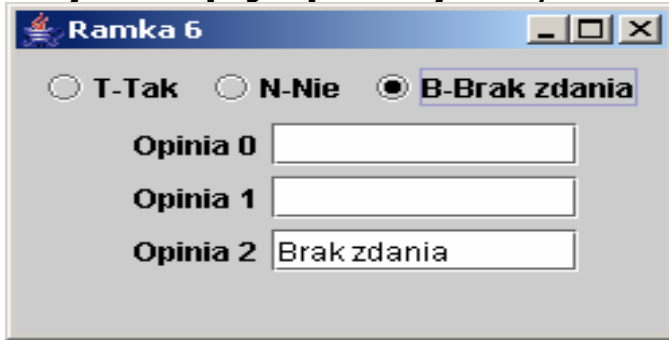 Ramka 6
T-Tak N-Nie B-Brak zdania
Opinia 0
Opinia 1
Opinia 2 Brak zdania